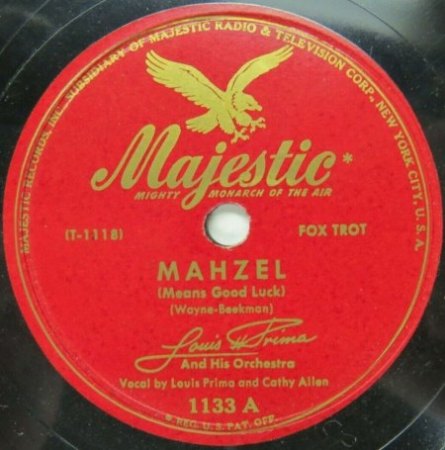 MAJESTIC RECORDS, INC. SUBSIDIARY OF MAJESTIC RADIO & TELEVISION CORP., NEW YORK CITY, U.S.A.
Majestic*
MIGHTY MONARCH OF THE AIR
(T-1118) FOX TROT
MAHZEL
(Means Good Luck)
(Wayne-Beekman)
Louis Prima
And His Orchestra
Vocal by Louis Prima and Cathy Allen
1133 A
* REG. U.S. PAT. OFF.